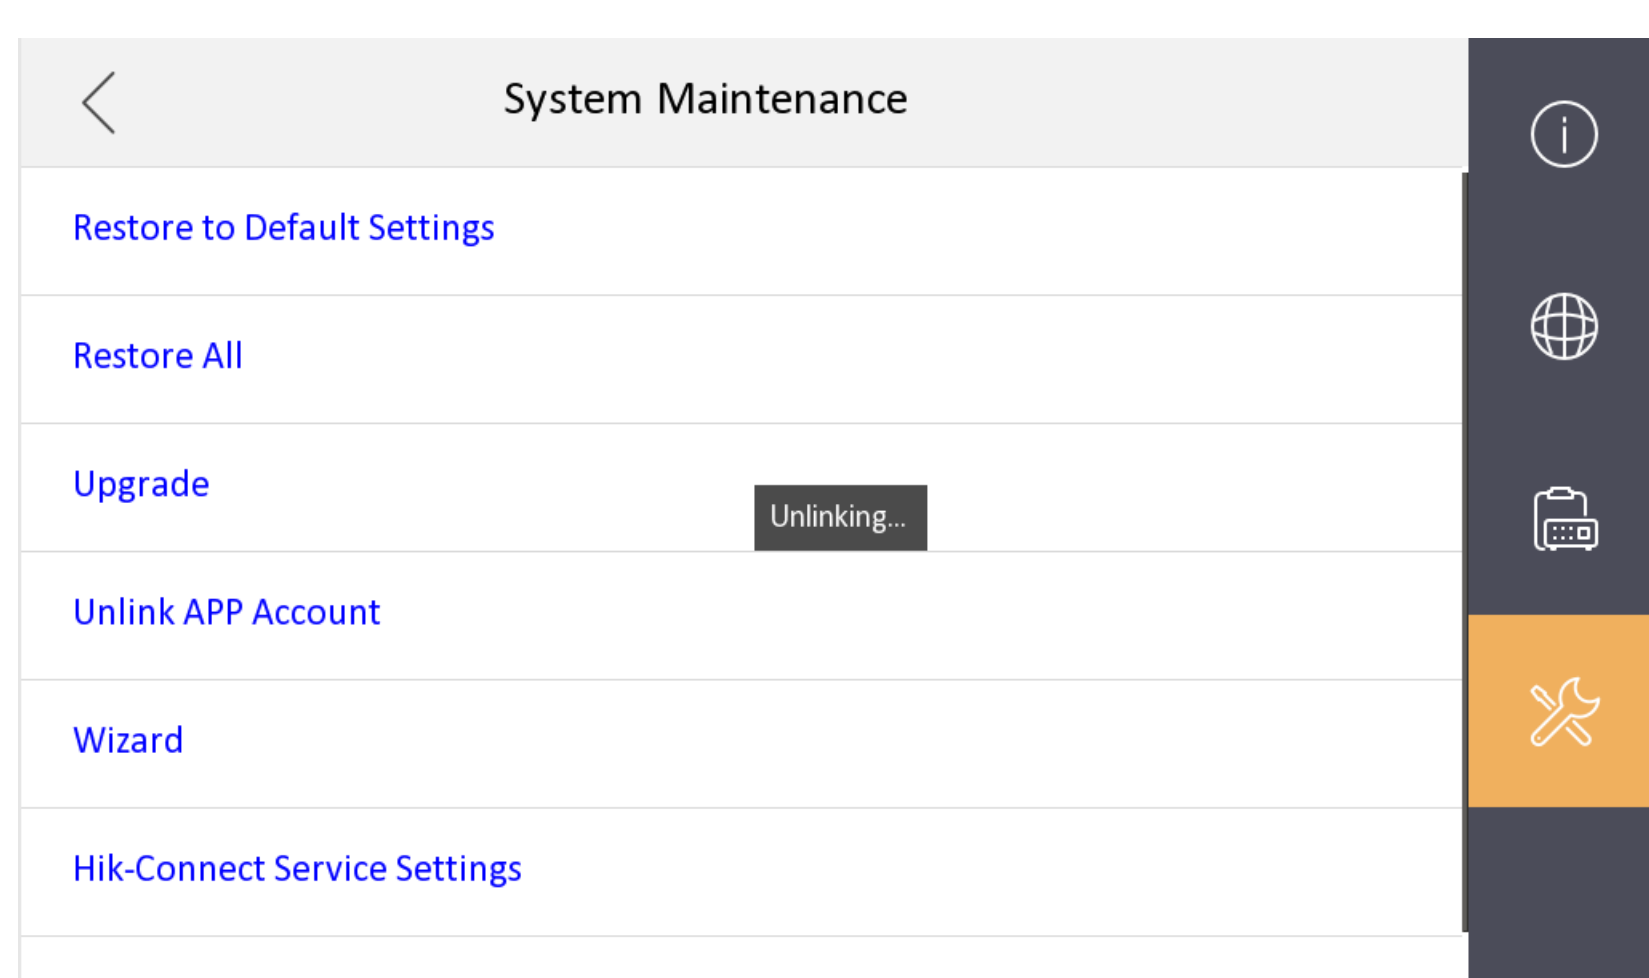 System Maintenance
Restore to Default Settings
Restore All
Upgrade
Unlinking...
Unlink APP Account
Wizard
Hik-Connect Service Settings